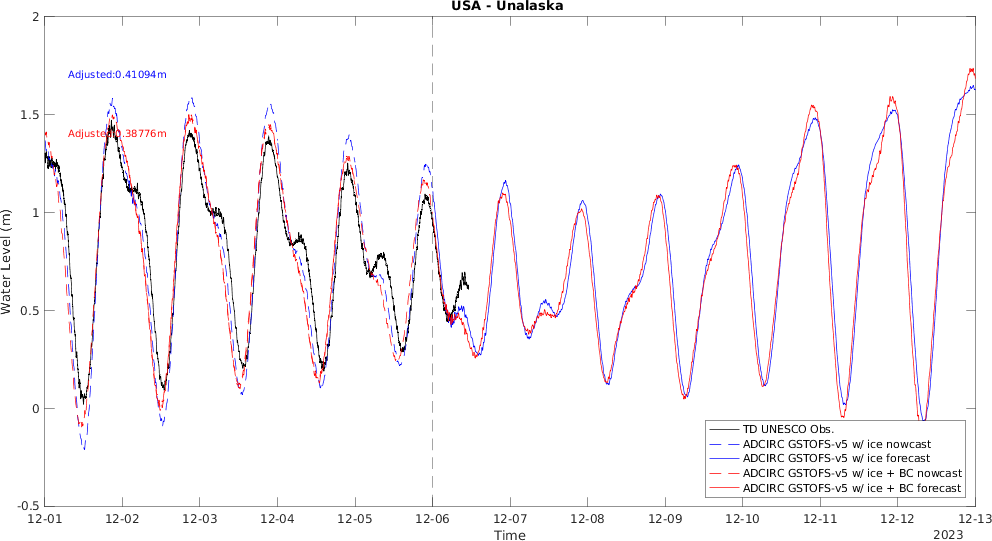 USA - Unalaska
2
Adjusted:0.41094m
1.5
Adjusted:0.38776m
1
Water Level (m)
0.5
0
-0.5
TD UNESCO Obs.
ADCIRC GSTOFS-v5 w/ ice nowcast
ADCIRC GSTOFS-v5 w/ ice forecast
ADCIRC GSTOFS-v5 w/ ice + BC nowcast
ADCIRC GSTOFS-v5 w/ ice + BC forecast
12-01 12-02 12-03 12-04 12-05 12-06 12-07 12-08 12-09 12-10 12-11 12-12 12-13
Time
2023